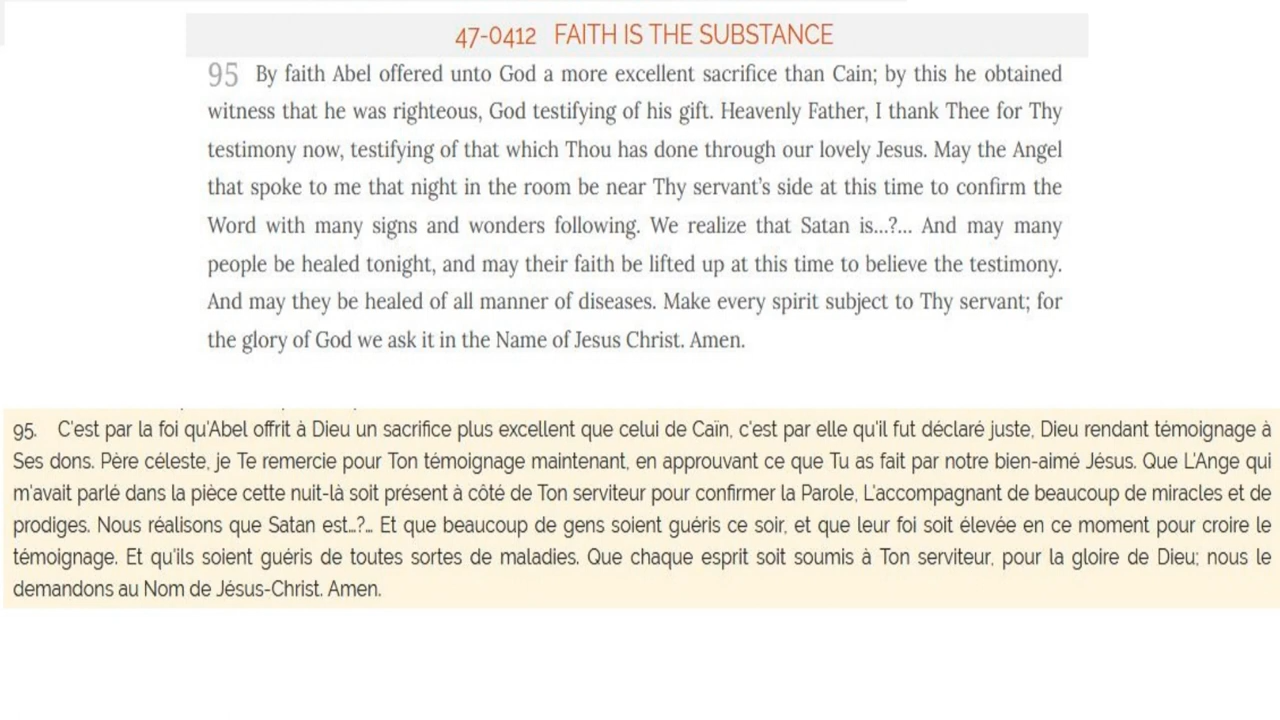 47-0412 FAITH IS THE SUBSTANCE
95 By faith Abel offered unto God a more excellent sacrifice than Cain; by this he obtained
witness that he was righteous, God testifying of his gift. Heavenly Father, I thank Thee for Thy
testimony now, testifying of that which Thou has done through our lovely Jesus. May the Angel
that spoke to me that night in the room be near Thy servant's side at this time to confirm the
Word with many signs and wonders following. We realize that Satan is...?... And may many
people be healed tonight, and may their faith be lifted up at this time to believe the testimony.
And may they be healed of all manner of diseases. Make every spirit subject to Thy servant; for
the glory of God we ask it in the Name of Jesus Christ. Amen.
95. C'est par la foi qu'Abel offrit à Dieu un sacrifice plus excellent que celui de Caïn, c'est par elle qu'il fut déclaré juste, Dieu rendant témoignage à
Ses dons. Père céleste, je Te remercie pour Ton témoignage maintenant, en approuvant ce que Tu as fait par notre bien-aimé Jésus. Que L'Ange qui
m'avait parlé dans la pièce cette nuit-là soit présent à côté de Ton serviteur pour confirmer la Parole, L'accompagnant de beaucoup de miracles et de
prodiges. Nous réalisons que Satan est...?... Et que beaucoup de gens soient guéris ce soir, et que leur foi soit élevée en ce moment pour croire le
témoignage. Et qu'ils soient guéris de toutes sortes de maladies. Que chaque esprit soit soumis à Ton serviteur, pour la gloire de Dieu; nous le
demandons au Nom de Jésus-Christ. Amen.